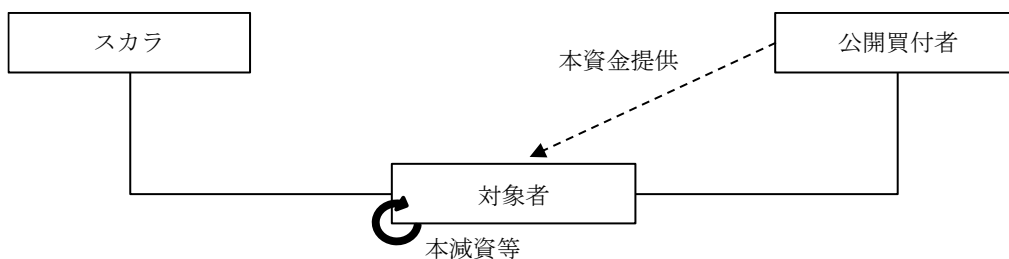 スカラ
公開買付者
本資金提供
対象者
本減資等